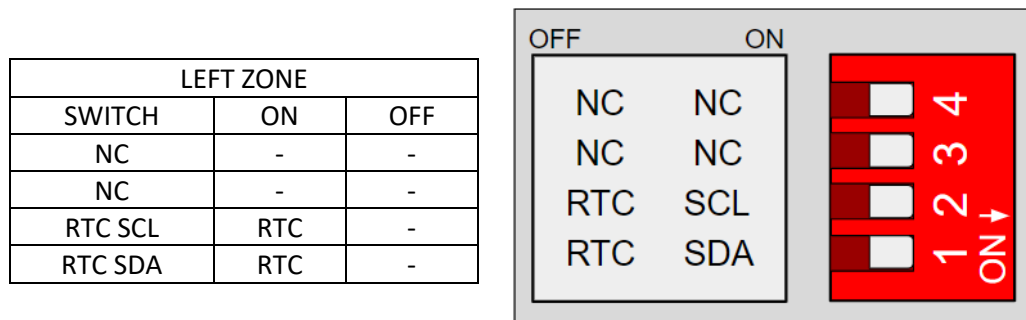 LEFT ZONE
SWITCH ON OFF
NC - -
NC - -
RTC SCL RTC -
RTC SDA RTC -
OFF ON
NC NC
NC NC
RTC SCL
RTC SDA
4
3
2
1
ON